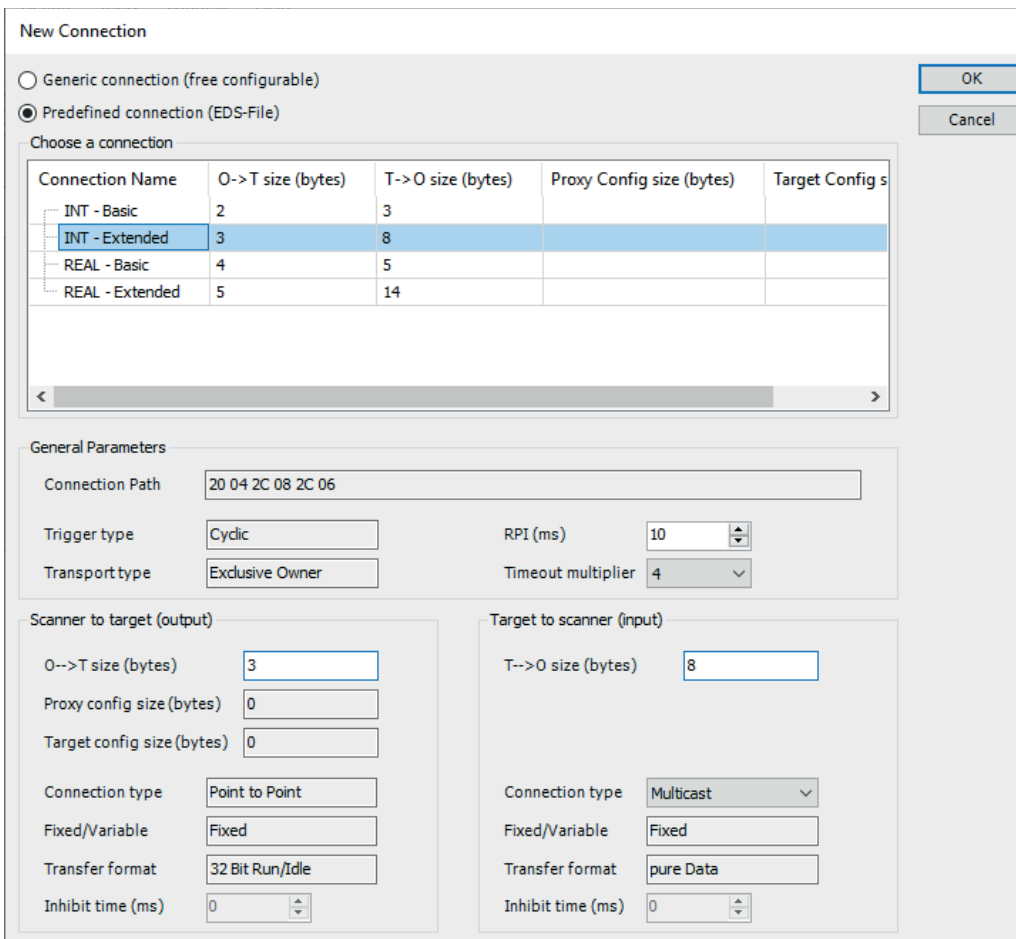 New Connection
Generic connection (free configurable)
OK
Predefined connection (EDS-File)
Cancel
Choose a connection
Connection Name O->T size (bytes) T->O size (bytes) Proxy Config size (bytes) Target Config s
INT - Basic 2 3
INT - Extended 3 8
REAL - Basic 4 5
REAL - Extended 5 14
General Parameters
Connection Path 20 04 2C 08 2C 06
Trigger type Cyclic RPI (ms) 10
Transport type Exclusive Owner Timeout multiplier 4
Scanner to target (output) Target to scanner (input)
O-->T size (bytes) 3 T-->O size (bytes) 8
Proxy config size (bytes) 0
Target config size (bytes) 0
Connection type Point to Point Connection type Multicast
Fixed/Variable Fixed Fixed/Variable Fixed
Transfer format 32 Bit Run/Idle Transfer format pure Data
Inhibit time (ms) 0 Inhibit time (ms) 0